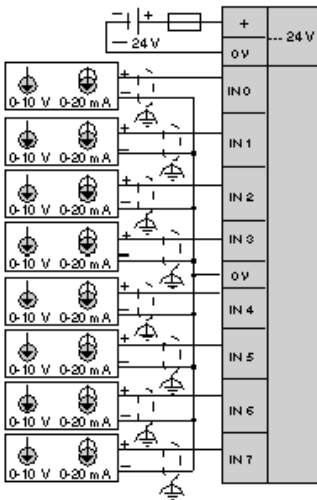 − + +
− 24 V --- 24 V
0V
+ IN 0
−
0-10 V 0-20 mA
+ IN 1
−
0-10 V 0-20 mA
+ IN 2
−
0-10 V 0-20 mA
+ IN 3
−
0-10 V 0-20 mA
0V
+ IN 4
−
0-10 V 0-20 mA
+ IN 5
−
0-10 V 0-20 mA
+ IN 6
−
0-10 V 0-20 mA
+ IN 7
−
0-10 V 0-20 mA